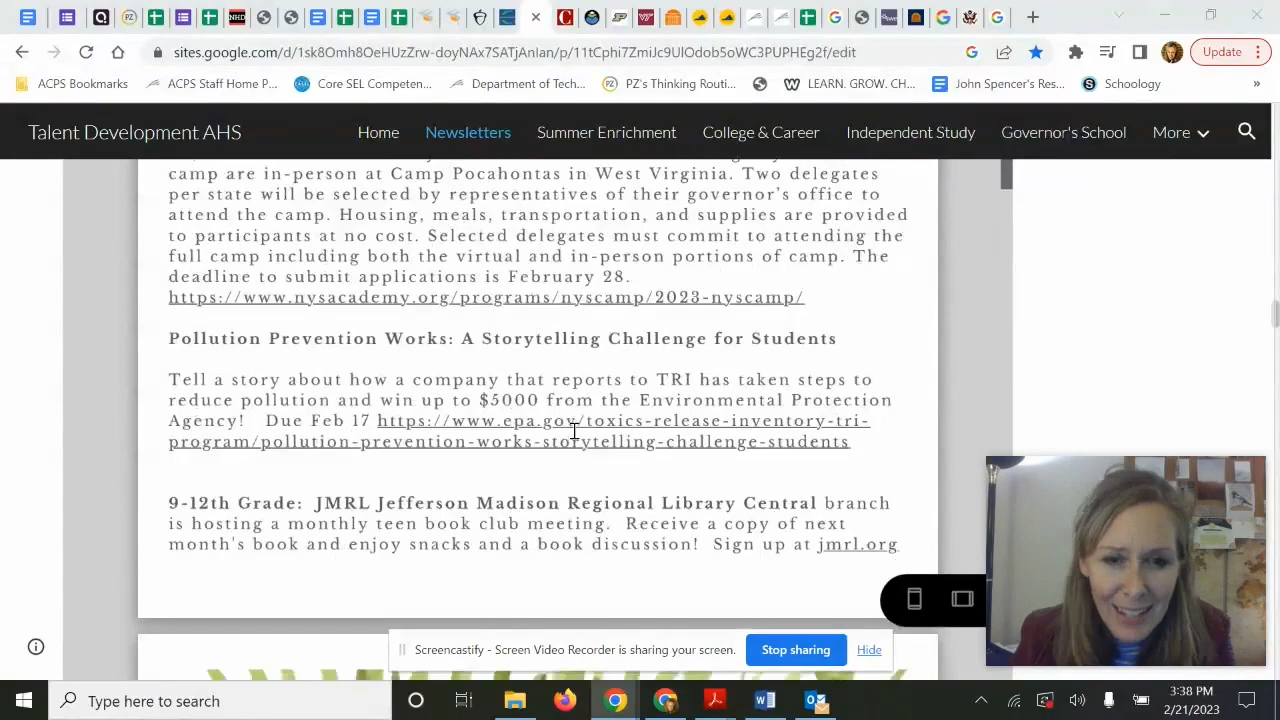 sites.google.com/d/1sk8Omh8OeHUzZrw-doyNAx7SATjAnIan/p/11tCphi7ZmiJc9UlOdob5oWC3PUPHEg2f/edit
Update
ACPS Bookmarks
ACPS Staff Home P...
Core SEL Competen...
Department of Tech...
PZ's Thinking Routi...
LEARN. GROW. CH...
John Spencer's Res...
Schoology
»
Talent Development AHS
Home
Newsletters
Summer Enrichment
College & Career
Independent Study
Governor's School
More
camp are in-person at Camp Pocahontas in West Virginia. Two delegates
per state will be selected by representatives of their governor's office to
attend the camp. Housing, meals, transportation, and supplies are provided
to participants at no cost. Selected delegates must commit to attending the
full camp including both the virtual and in-person portions of camp. The
deadline to submit applications is February 28.
https://www.nysacademy.org/programs/nyscamp/2023-nyscamp/
Pollution Prevention Works: A Storytelling Challenge for Students
Tell a story about how a company that reports to TRI has taken steps to
reduce pollution and win up to $5000 from the Environmental Protection
Agency! Due Feb 17 https://www.epa.gov/toxics-release-inventory-tri-
program/pollution-prevention-works-storytelling-challenge-students
9-12th Grade: JMRL Jefferson Madison Regional Library Central branch
is hosting a monthly teen book club meeting. Receive a copy of next
month's book and enjoy snacks and a book discussion! Sign up at jmrl.org
Screencastify - Screen Video Recorder is sharing your screen.
Stop sharing
Hide
Type here to search
3:38 PM
2/21/2023